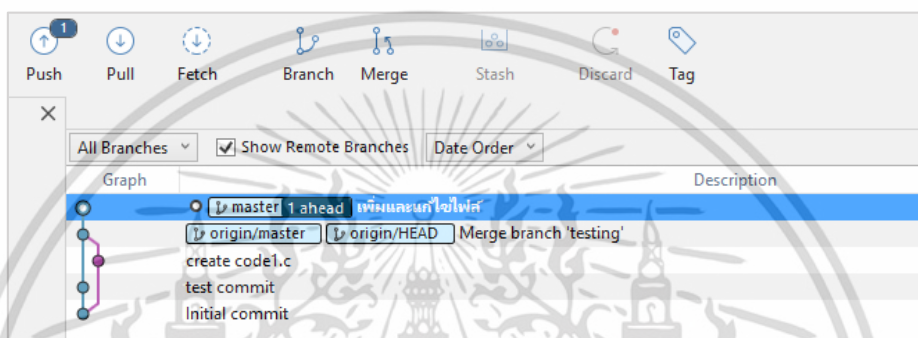 1
Push Pull Fetch Branch Merge Stash Discard Tag
All Branches Show Remote Branches Date Order
Graph Description
master 1 ahead เพิ่มและแก้ไขไฟล์
origin/master origin/HEAD Merge branch 'testing'
create code1.c
test commit
Initial commit